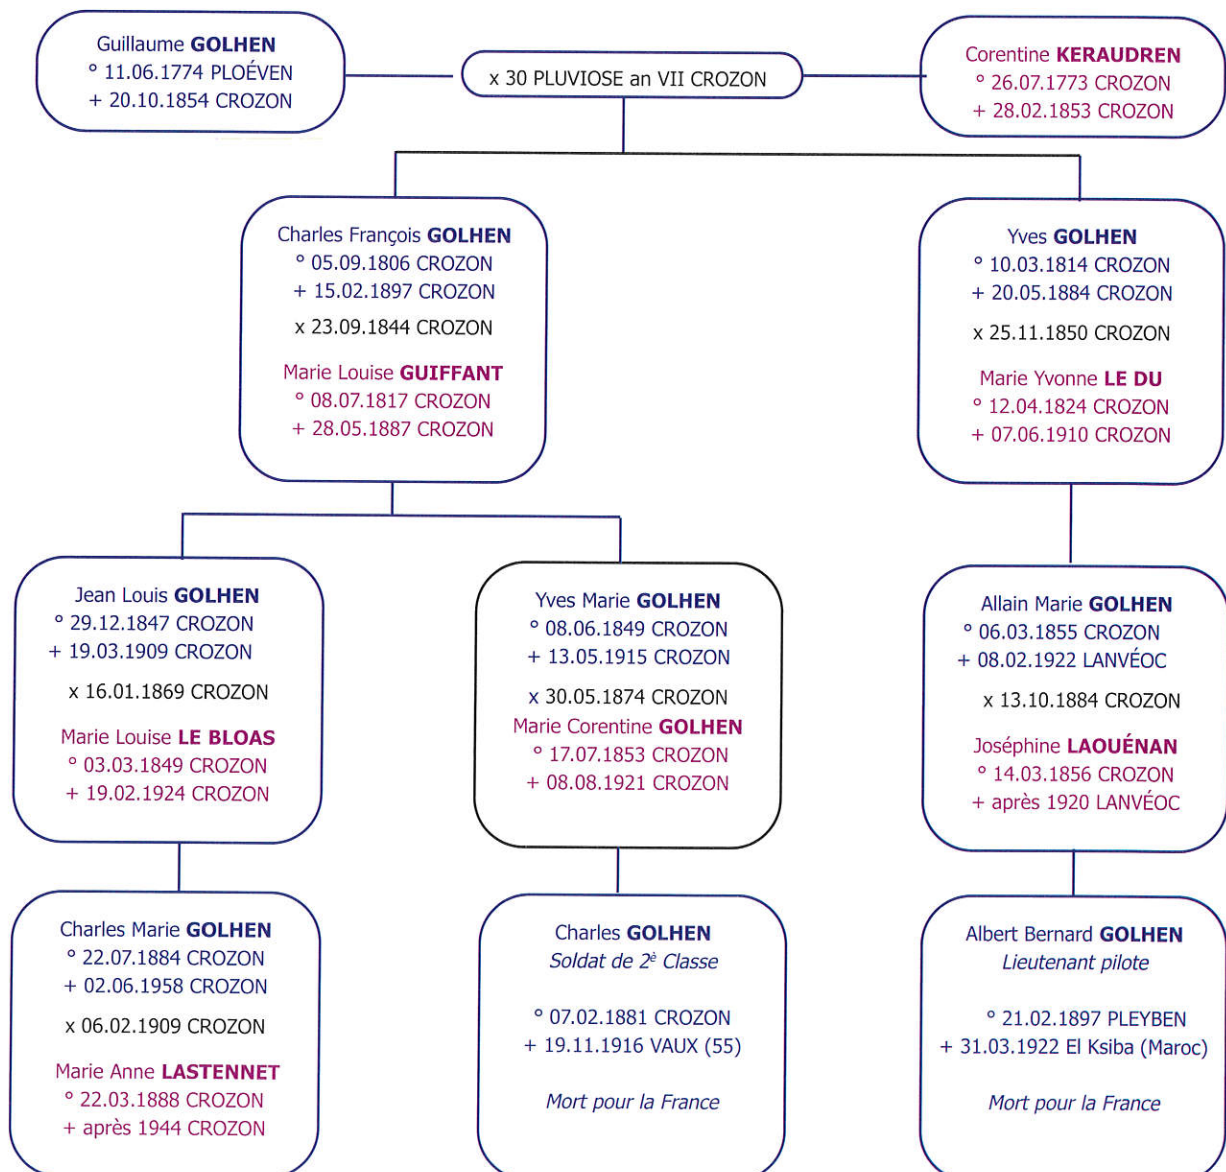 Guillaume GOLHEN
° 11.06.1774 PLOÉVEN
+ 20.10.1854 CROZON
x 30 PLUVIOSE an VII CROZON
Corentine KERAUDREN
° 26.07.1773 CROZON
+ 28.02.1853 CROZON
Charles François GOLHEN
° 05.09.1806 CROZON
+ 15.02.1897 CROZON
x 23.09.1844 CROZON
Marie Louise GUIFFANT
° 08.07.1817 CROZON
+ 28.05.1887 CROZON
Yves GOLHEN
° 10.03.1814 CROZON
+ 20.05.1884 CROZON
x 25.11.1850 CROZON
Marie Yvonne LE DU
° 12.04.1824 CROZON
+ 07.06.1910 CROZON
Jean Louis GOLHEN
° 29.12.1847 CROZON
+ 19.03.1909 CROZON
x 16.01.1869 CROZON
Marie Louise LE BLOAS
° 03.03.1849 CROZON
+ 19.02.1924 CROZON
Yves Marie GOLHEN
° 08.06.1849 CROZON
+ 13.05.1915 CROZON
x 30.05.1874 CROZON
Marie Corentine GOLHEN
° 17.07.1853 CROZON
+ 08.08.1921 CROZON
Allain Marie GOLHEN
° 06.03.1855 CROZON
+ 08.02.1922 LANVÉOC
x 13.10.1884 CROZON
Joséphine LAOUÉNAN
° 14.03.1856 CROZON
+ après 1920 LANVÉOC
Charles Marie GOLHEN
° 22.07.1884 CROZON
+ 02.06.1958 CROZON
x 06.02.1909 CROZON
Marie Anne LASTENNET
° 22.03.1888 CROZON
+ après 1944 CROZON
Charles GOLHEN
Soldat de 2è Classe
° 07.02.1881 CROZON
+ 19.11.1916 VAUX (55)
Mort pour la France
Albert Bernard GOLHEN
Lieutenant pilote
° 21.02.1897 PLEYBEN
+ 31.03.1922 El Ksiba (Maroc)
Mort pour la France